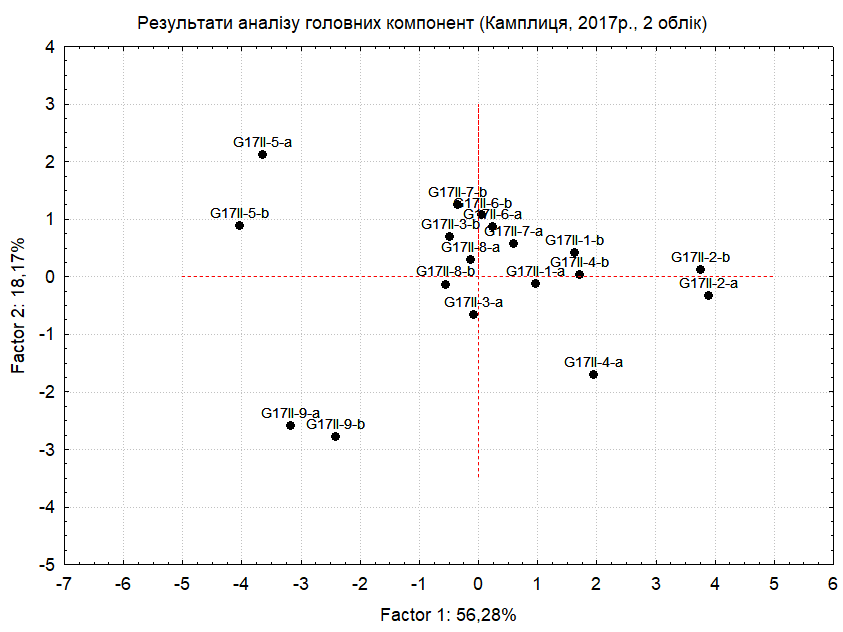 Результати аналізу головних компонент (Камплиця, 2017р., 2 облік)
4
3
2
1
0
-1
-2
-3
-4
-5
Factor 2: 18,17%
G17II-5-a
G17II-5-b
G17II-7-b
G17II-6-b
G17II-6-a
G17II-3-b
G17II-7-a
G17II-8-a
G17II-1-b
G17II-4-b
G17II-2-b
G17II-8-b
G17II-1-a
G17II-2-a
G17II-3-a
G17II-4-a
G17II-9-a
G17II-9-b
-7 -6 -5 -4 -3 -2 -1 0 1 2 3 4 5 6
Factor 1: 56,28%